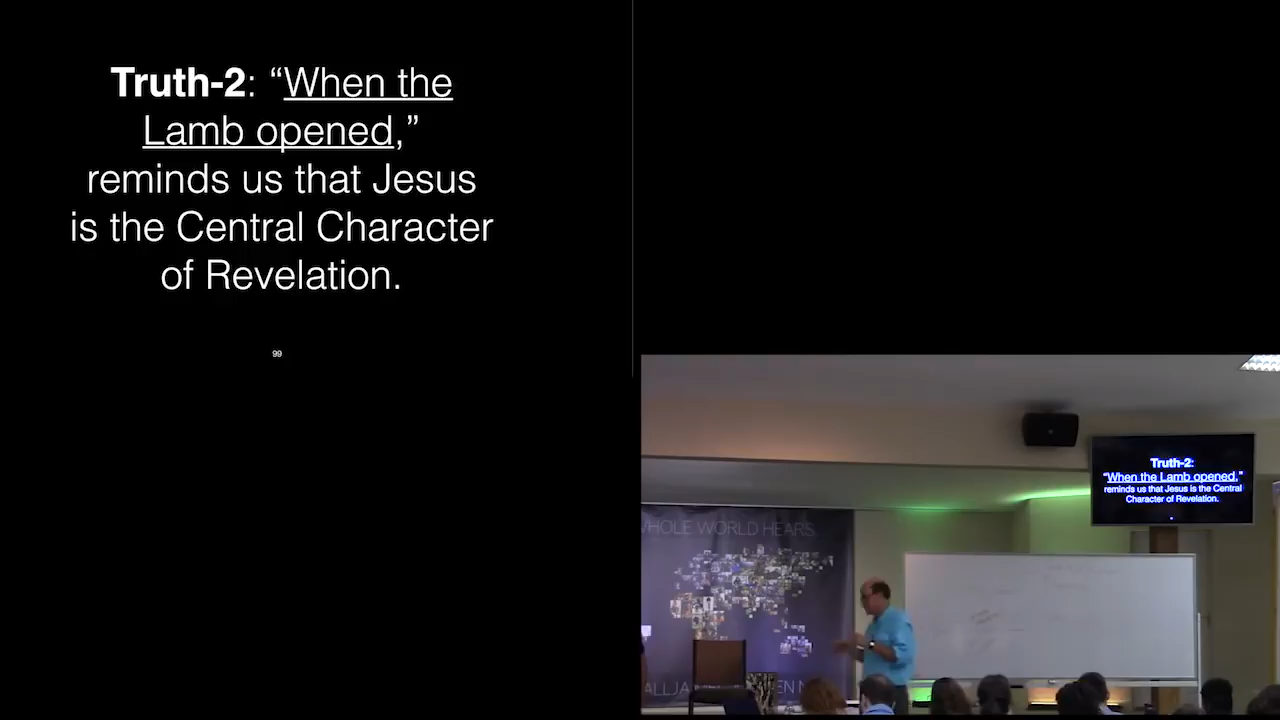 Truth-2: “When the
Lamb opened,”
reminds us that Jesus
is the Central Character
of Revelation.
99
Truth-2:
“When the Lamb opened,”
reminds us that Jesus is the Central
Character of Revelation.
WHOLE WORLD HEARS